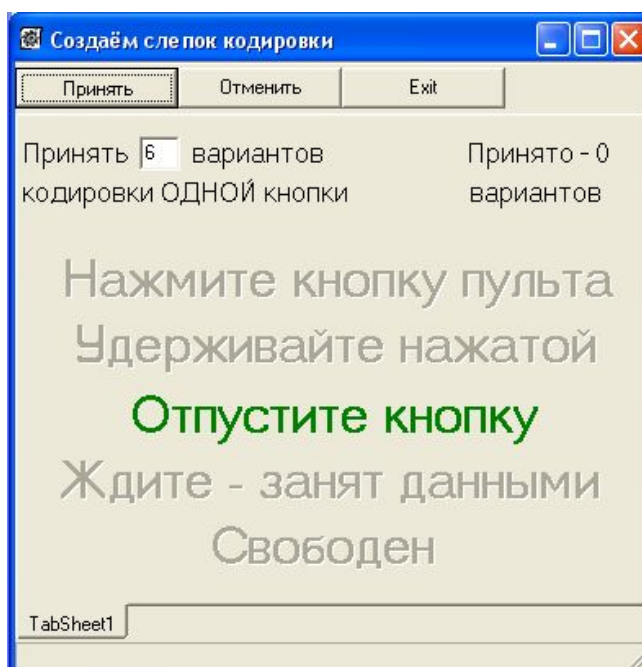 Создаём слепок кодировки
Принять Отменить Exit
Принять 6 вариантов Принято - 0
кодировки ОДНОЙ кнопки вариантов
Нажмите кнопку пульта
Удерживайте нажатой
Отпустите кнопку
Ждите - занят данными
Свободен
TabSheet1